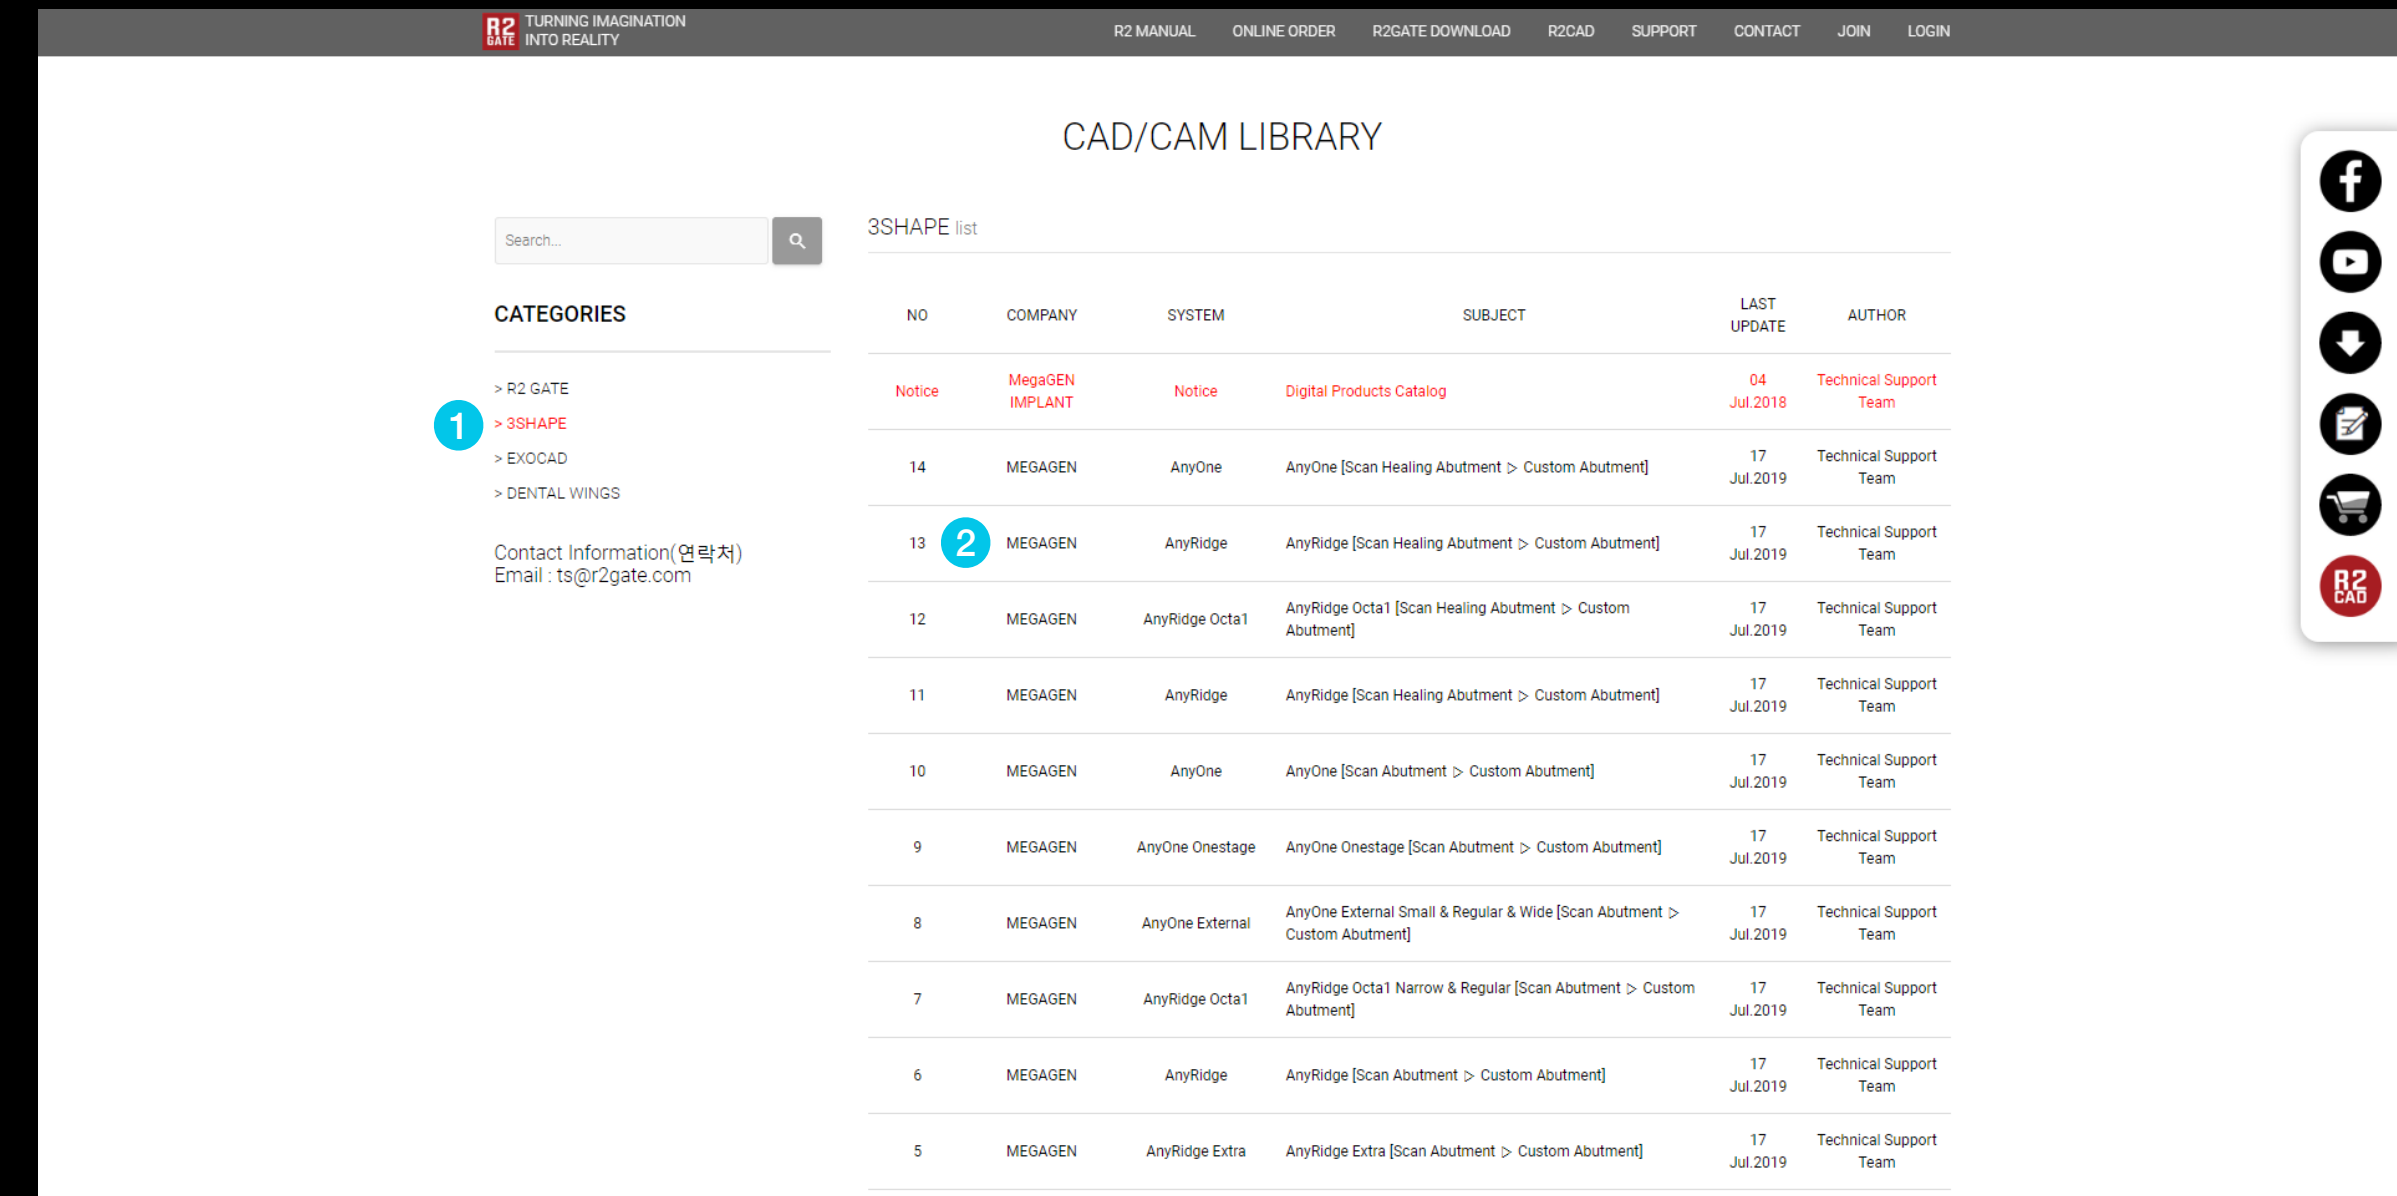 R2 GATE TURNING IMAGINATION
INTO REALITY
R2 MANUAL ONLINE ORDER R2GATE DOWNLOAD R2CAD SUPPORT CONTACT JOIN LOGIN
CAD/CAM LIBRARY
Search...
CATEGORIES
> R2 GATE
1 > 3SHAPE
> EXOCAD
> DENTAL WINGS
Contact Information(연락처)
Email : ts@r2gate.com
3SHAPE list
NO COMPANY SYSTEM SUBJECT LAST UPDATE AUTHOR
Notice MegaGEN IMPLANT Notice Digital Products Catalog 04 Jul.2018 Technical Support Team
14 MEGAGEN AnyOne AnyOne [Scan Healing Abutment ▷ Custom Abutment] 17 Jul.2019 Technical Support Team
13 2 MEGAGEN AnyRidge AnyRidge [Scan Healing Abutment ▷ Custom Abutment] 17 Jul.2019 Technical Support Team
12 MEGAGEN AnyRidge Octa1 AnyRidge Octa1 [Scan Healing Abutment ▷ Custom Abutment] 17 Jul.2019 Technical Support Team
11 MEGAGEN AnyRidge AnyRidge [Scan Healing Abutment ▷ Custom Abutment] 17 Jul.2019 Technical Support Team
10 MEGAGEN AnyOne AnyOne [Scan Abutment ▷ Custom Abutment] 17 Jul.2019 Technical Support Team
9 MEGAGEN AnyOne Onestage AnyOne Onestage [Scan Abutment ▷ Custom Abutment] 17 Jul.2019 Technical Support Team
8 MEGAGEN AnyOne External AnyOne External Small & Regular & Wide [Scan Abutment ▷ Custom Abutment] 17 Jul.2019 Technical Support Team
7 MEGAGEN AnyRidge Octa1 AnyRidge Octa1 Narrow & Regular [Scan Abutment ▷ Custom Abutment] 17 Jul.2019 Technical Support Team
6 MEGAGEN AnyRidge AnyRidge [Scan Abutment ▷ Custom Abutment] 17 Jul.2019 Technical Support Team
5 MEGAGEN AnyRidge Extra AnyRidge Extra [Scan Abutment ▷ Custom Abutment] 17 Jul.2019 Technical Support Team
R2
CAD